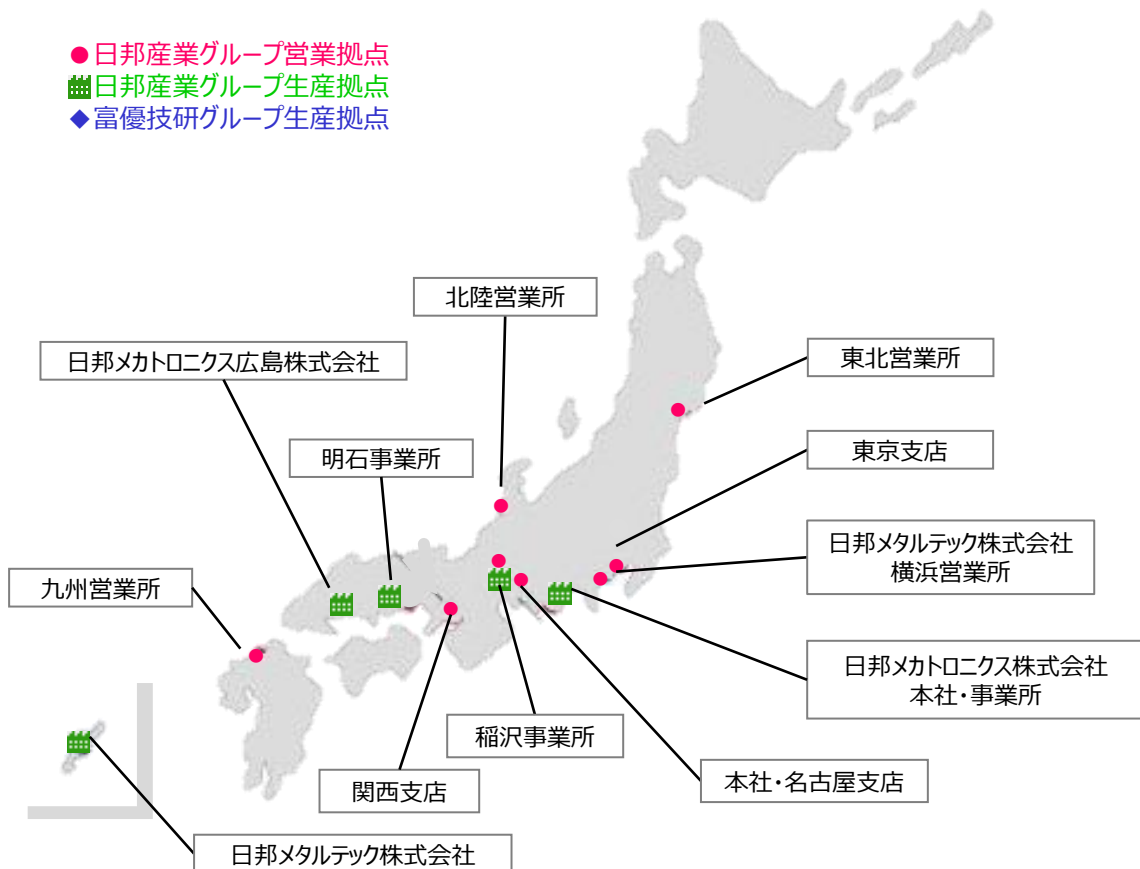 日邦産業グループ営業拠点
日邦産業グループ生産拠点
富優技研グループ生産拠点
北陸営業所
日邦メカトロニクス広島株式会社
東北営業所
明石事業所
東京支店
日邦メタルテック株式会社
横浜営業所
九州営業所
日邦メカトロニクス株式会社
本社・事業所
稲沢事業所
関西支店
本社・名古屋支店
日邦メタルテック株式会社